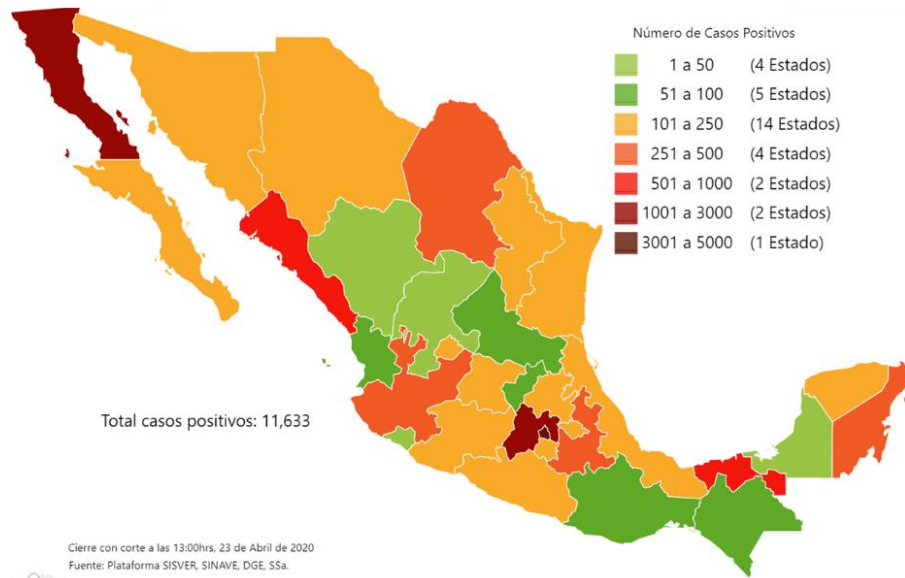 Número de Casos Positivos
1 a 50 (4 Estados)
51 a 100 (5 Estados)
101 a 250 (14 Estados)
251 a 500 (4 Estados)
501 a 1000 (2 Estados)
1001 a 3000 (2 Estados)
3001 a 5000 (1 Estado)
Total casos positivos: 11,633
Cierre con corte a las 13:00hrs, 23 de Abril de 2020
Fuente: Plataforma SISVER, SINAVE, DGE, SSa.